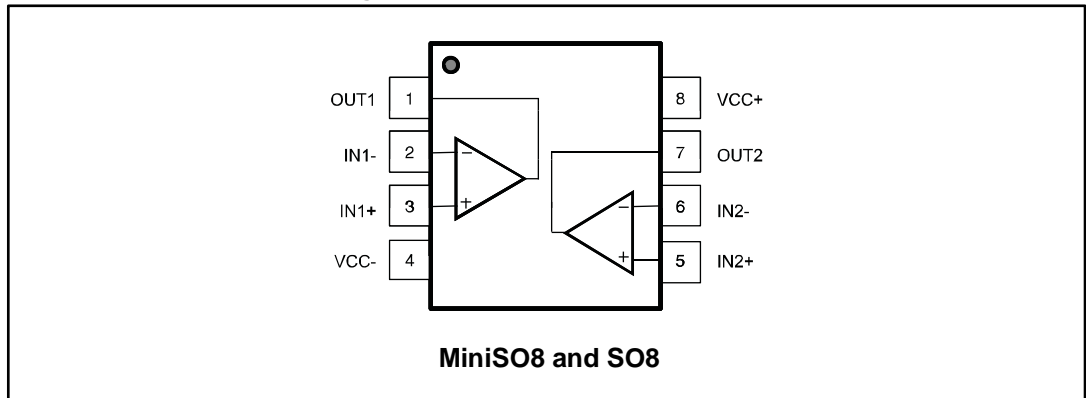 OUT1 1 8 VCC+
IN1- 2 − 7 OUT2
IN1+ 3 + − 6 IN2-
VCC- 4 + 5 IN2+
MiniSO8 and SO8